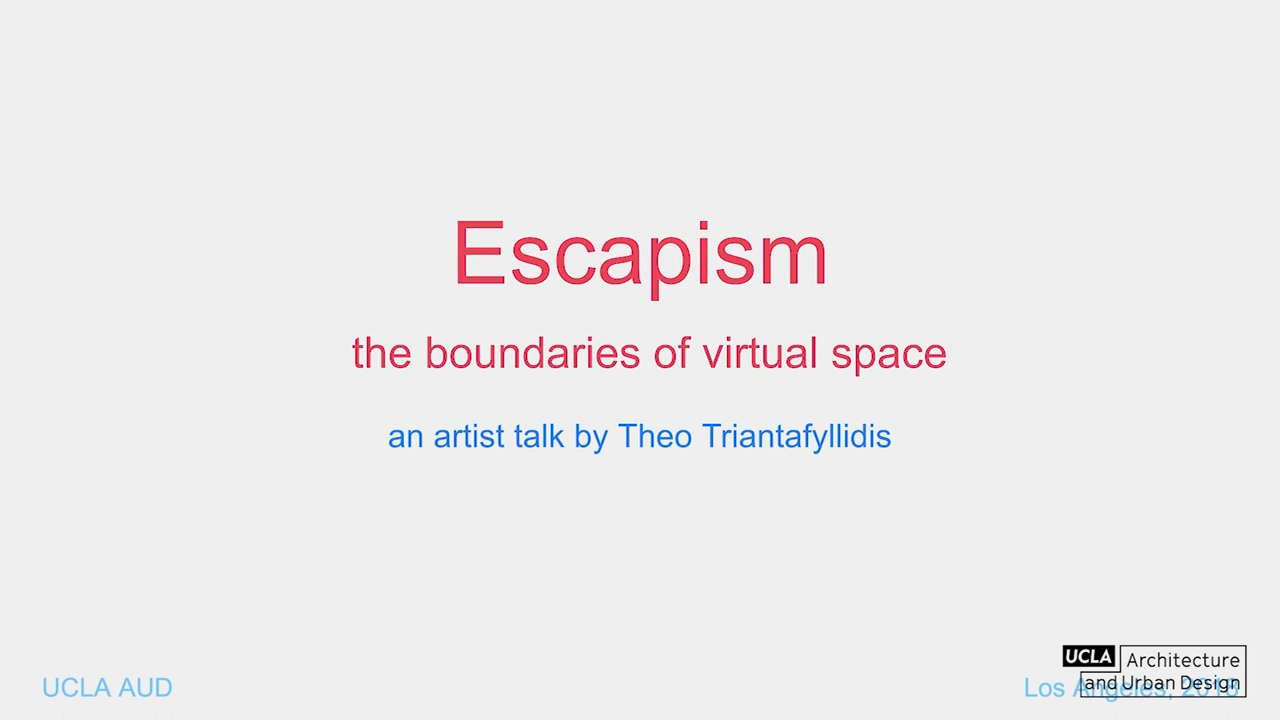 Escapism
the boundaries of virtual space
an artist talk by Theo Triantafyllidis
UCLA AUD
Los Angeles,
UCLA Architecture
and Urban Design